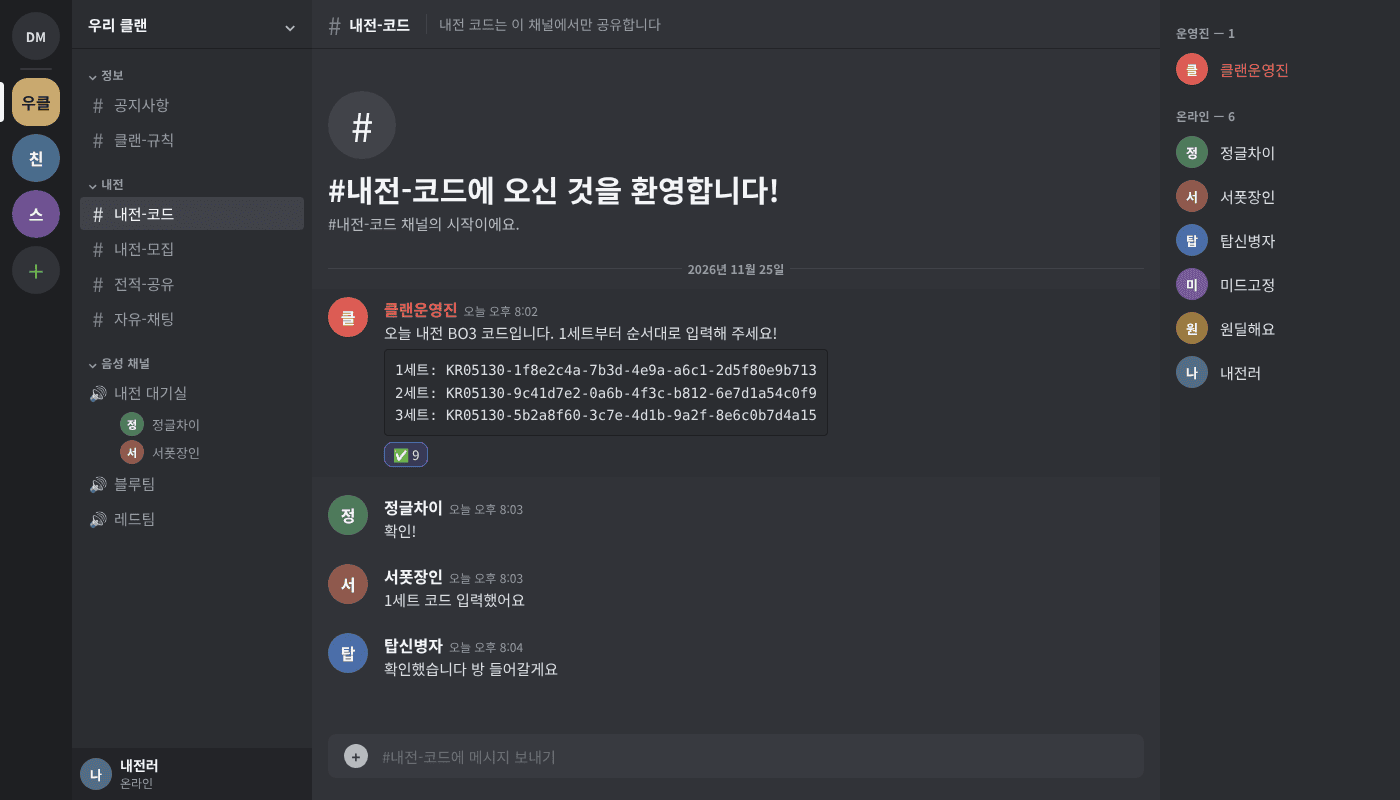 DM
우클
친
스
+
우리 클랜
정보
# 공지사항
# 클랜-규칙
내전
# 내전-코드
# 내전-모집
# 전적-공유
# 자유-채팅
음성 채널
내전 대기실
정 정글차이
서 서폿장인
블루팀
레드팀
나 내전러
온라인
# 내전-코드 내전 코드는 이 채널에서만 공유합니다
#
#내전-코드에 오신 것을 환영합니다!
#내전-코드 채널의 시작이에요.
2026년 11월 25일
클 클랜운영진 오늘 오후 8:02
오늘 내전 BO3 코드입니다. 1세트부터 순서대로 입력해 주세요!
1세트: KR05130-1f8e2c4a-7b3d-4e9a-a6c1-2d5f80e9b713
2세트: KR05130-9c41d7e2-0a6b-4f3c-b812-6e7d1a54c0f9
3세트: KR05130-5b2a8f60-3c7e-4d1b-9a2f-8e6c0b7d4a15
✅ 9
정 정글차이 오늘 오후 8:03
확인!
서 서폿장인 오늘 오후 8:03
1세트 코드 입력했어요
탑 탑신병자 오늘 오후 8:04
확인했습니다 방 들어갈게요
+ #내전-코드에 메시지 보내기
운영진 — 1
클 클랜운영진
온라인 — 6
정 정글차이
서 서폿장인
탑 탑신병자
미 미드고정
원 원딜해요
나 내전러